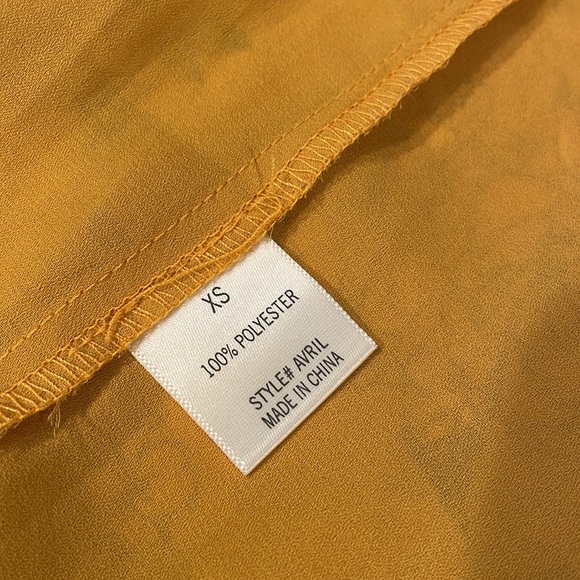 XS
100% POLYESTER
STYLE# AVRIL
MADE IN CHINA